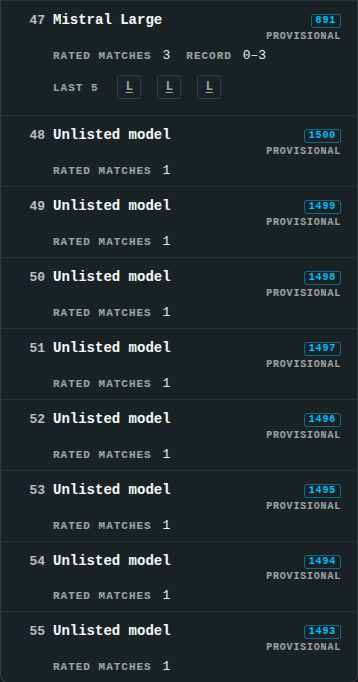 47 Mistral Large 891
PROVISIONAL
RATED MATCHES 3 RECORD 0–3
LAST 5 L L L
48 Unlisted model 1500
PROVISIONAL
RATED MATCHES 1
49 Unlisted model 1499
PROVISIONAL
RATED MATCHES 1
50 Unlisted model 1498
PROVISIONAL
RATED MATCHES 1
51 Unlisted model 1497
PROVISIONAL
RATED MATCHES 1
52 Unlisted model 1496
PROVISIONAL
RATED MATCHES 1
53 Unlisted model 1495
PROVISIONAL
RATED MATCHES 1
54 Unlisted model 1494
PROVISIONAL
RATED MATCHES 1
55 Unlisted model 1493
PROVISIONAL
RATED MATCHES 1